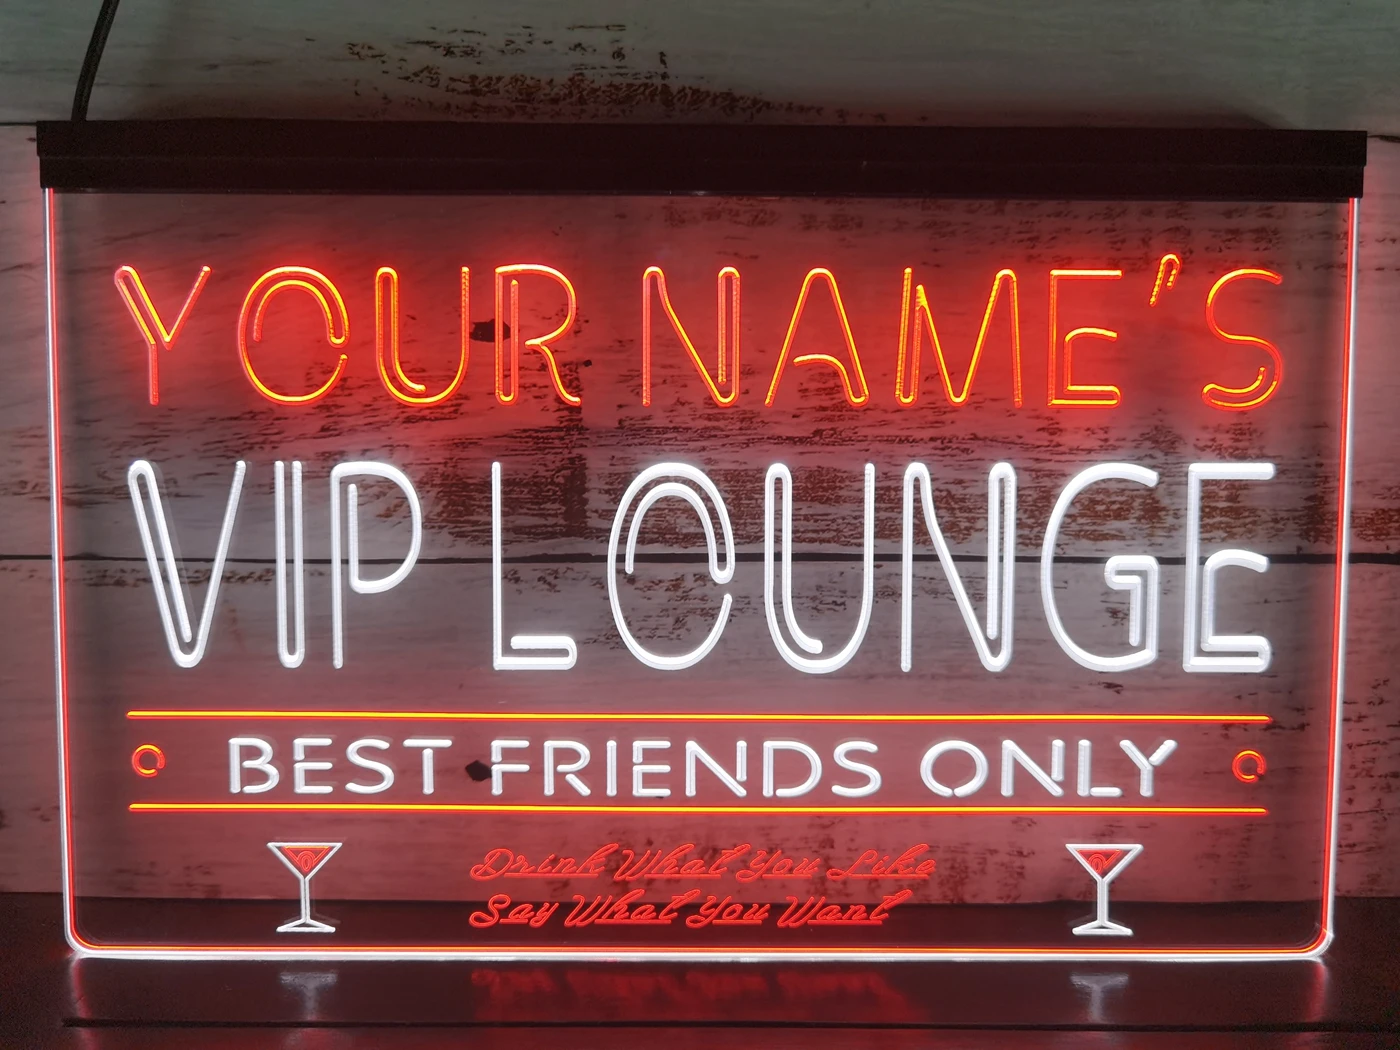 YOUR NAME'S
VIP LOUNGE
BEST FRIENDS ONLY
Drink What You Like
Say What You Want